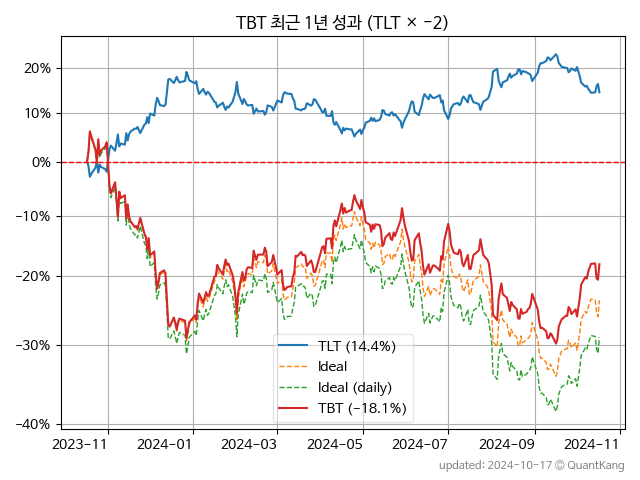 TBT 최근 1년 성과 (TLT × −2)
20%
10%
0%
−10%
−20%
−30%
−40%
TLT (14.4%)
Ideal
Ideal (daily)
TBT (−18.1%)
2023−11 2024−01 2024−03 2024−05 2024−07 2024−09 2024−11
updated: 2024-10-17 © QuantKang